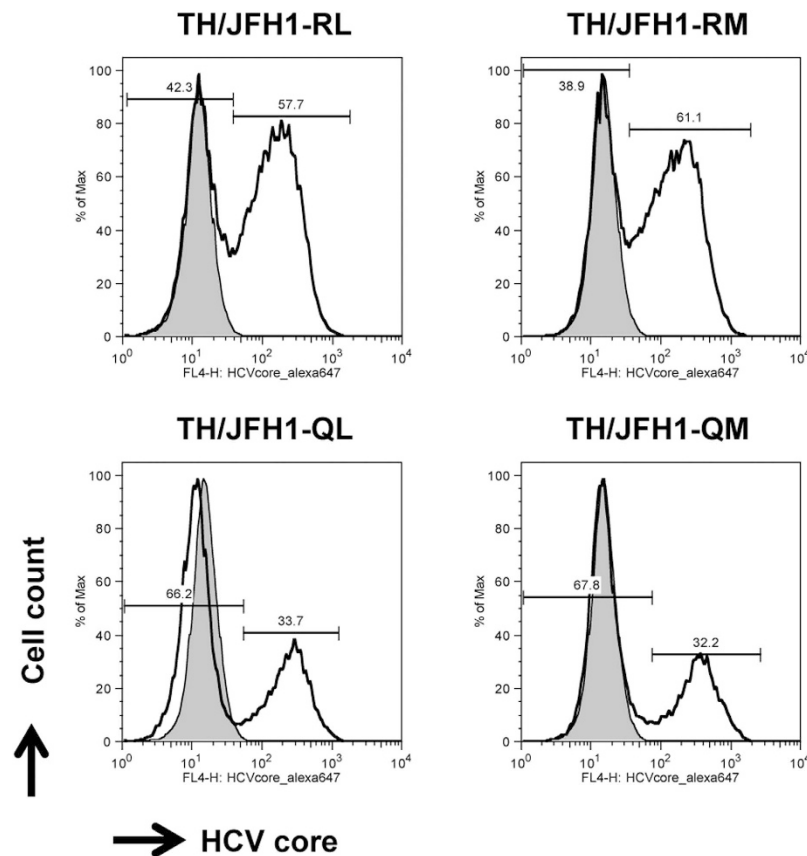 TH/JFH1-RL
100
80
60
40
20
0
% of Max
42.3
57.7
10^0 10^1 10^2 10^3 10^4
FL4-H: HCVcore_alexa647
TH/JFH1-RM
100
80
60
40
20
0
% of Max
38.9
61.1
10^0 10^1 10^2 10^3 10^4
FL4-H: HCVcore_alexa647
TH/JFH1-QL
100
80
60
40
20
0
% of Max
66.2
33.7
10^0 10^1 10^2 10^3 10^4
FL4-H: HCVcore_alexa647
TH/JFH1-QM
100
80
60
40
20
0
% of Max
67.8
32.2
10^0 10^1 10^2 10^3 10^4
FL4-H: HCVcore_alexa647
Cell count
HCV core